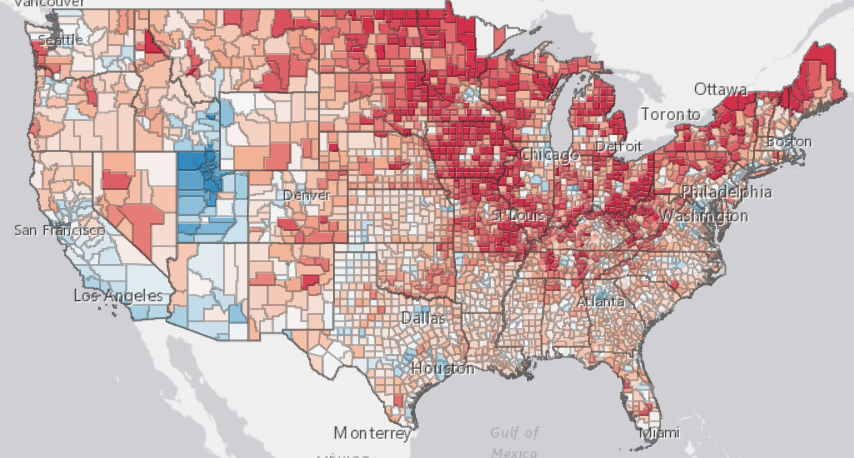 Vancouver
Seattle
Ottawa
Toronto
Boston
Chicago
Detroit
Denver
Philadelphia
St Louis
Washington
San Francisco
Los Angeles
Atlanta
Dallas
Houston
Monterrey
Gulf of
Mexico
Miami
MÉXICO